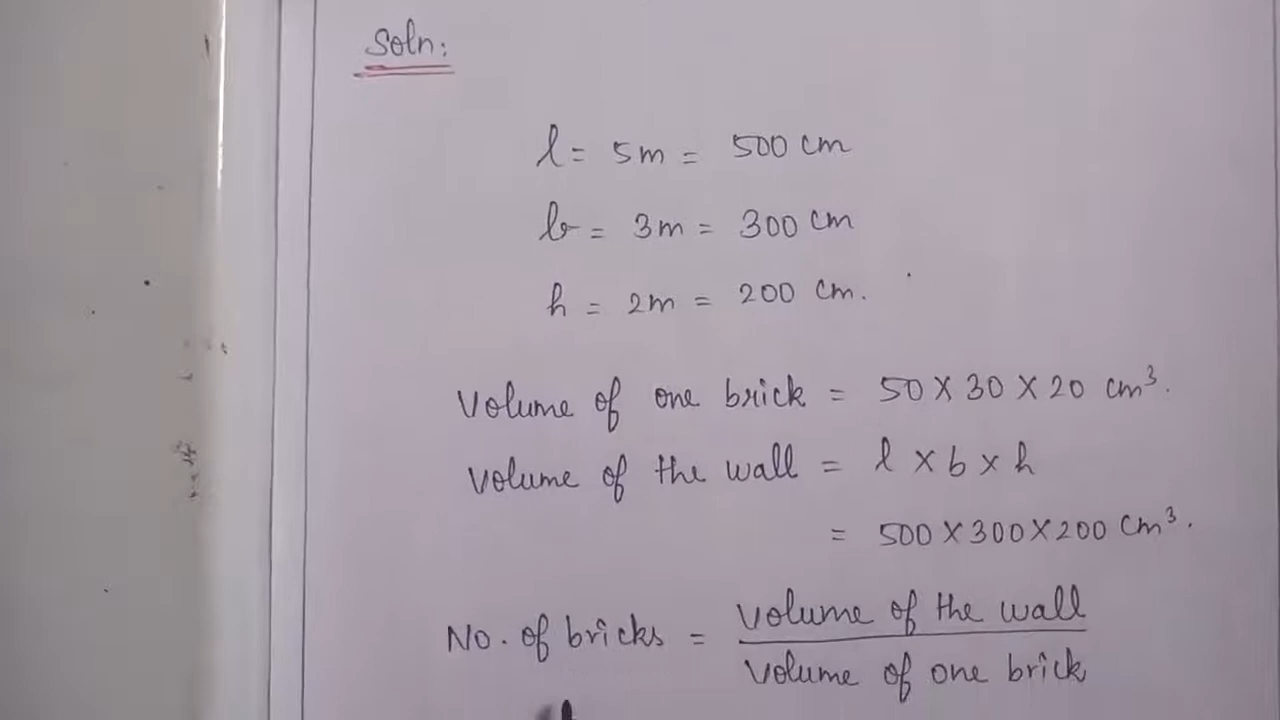 Soln:
l = 5m = 500 cm
b = 3m = 300 cm
h = 2m = 200 cm.
Volume of one brick = 50 X 30 X 20 cm³.
Volume of the wall = l X b X h
= 500 X 300 X 200 cm³.
No. of bricks = Volume of the wall
Volume of one brick